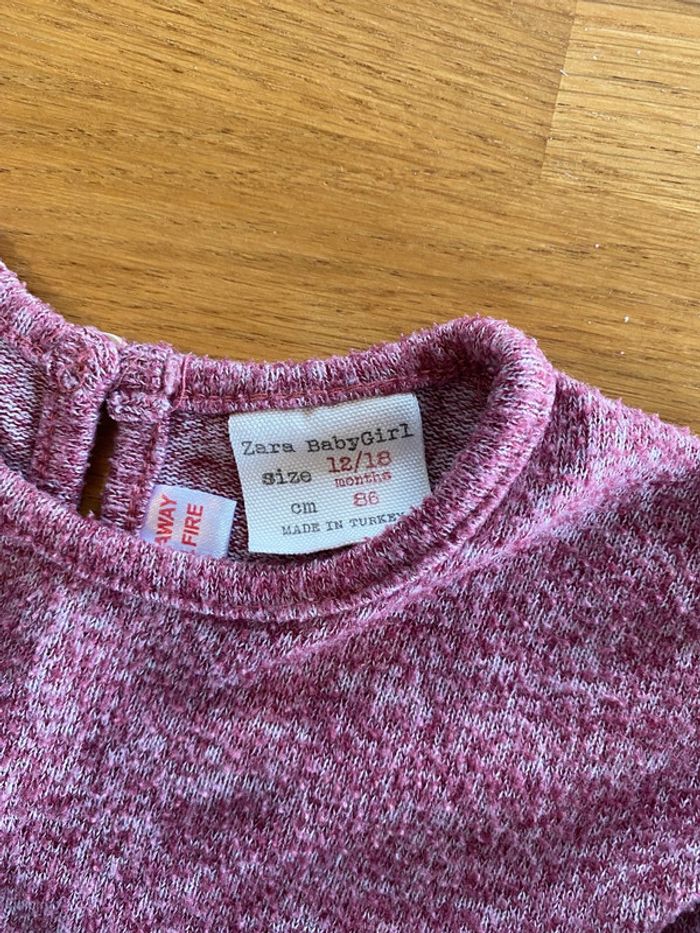 Zara BabyGirl
size 12/18
months
cm 86
MADE IN TURKEY
AWAY
FIRE